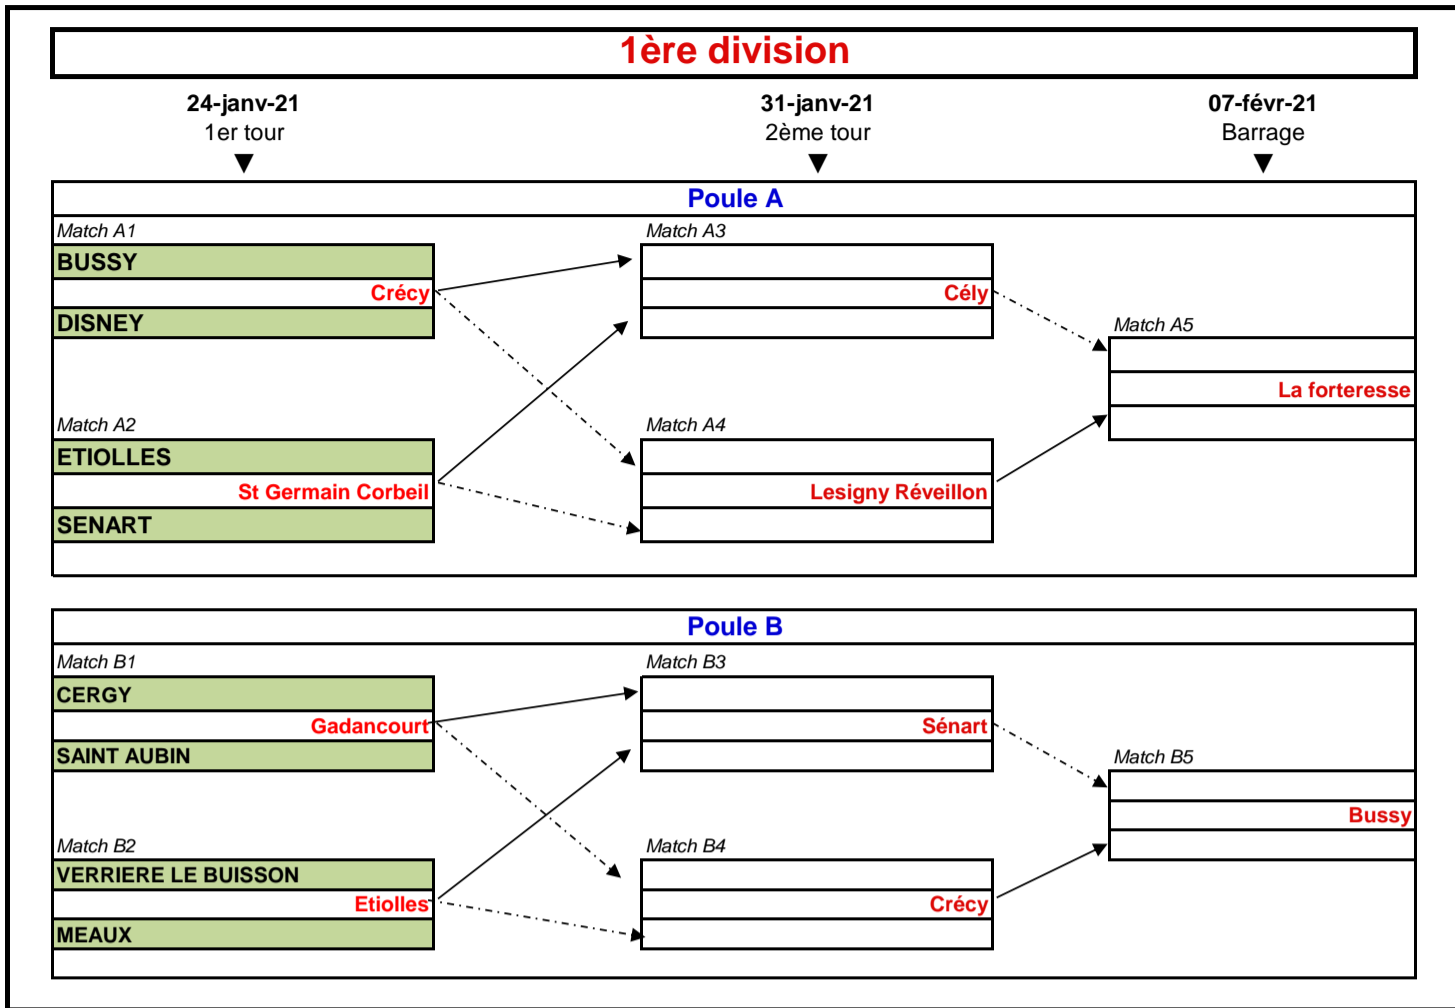 1ère division
24-janv-21 31-janv-21 07-févr-21
1er tour 2ème tour Barrage
Poule A
Match A1 Match A3
BUSSY
Crécy Cély
DISNEY
Match A5
La forteresse
Match A2 Match A4
ETIOLLES
St Germain Corbeil Lesigny Réveillon
SENART
Poule B
Match B1 Match B3
CERGY
Gadancourt Sénart
SAINT AUBIN
Match B5
Bussy
Match B2 Match B4
VERRIERE LE BUISSON
Etiolles Crécy
MEAUX